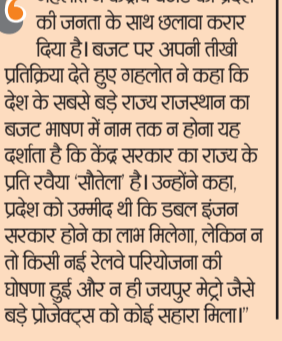 की जनता के साथ छलावा करार
दिया है। बजट पर अपनी तीखी
प्रतिक्रिया देते हुए गहलोत ने कहा कि
देश के सबसे बड़े राज्य राजस्थान का
बजट भाषण में नाम तक न होना यह
दर्शाता है कि केंद्र सरकार का राज्य के
प्रति रवैया 'सौतेला' है। उन्होंने कहा,
प्रदेश को उम्मीद थी कि डबल इंजन
सरकार होने का लाभ मिलेगा, लेकिन न
तो किसी नई रेलवे परियोजना की
घोषणा हुई और न ही जयपुर मेट्रो जैसे
बड़े प्रोजेक्ट्स को कोई सहारा मिला।"